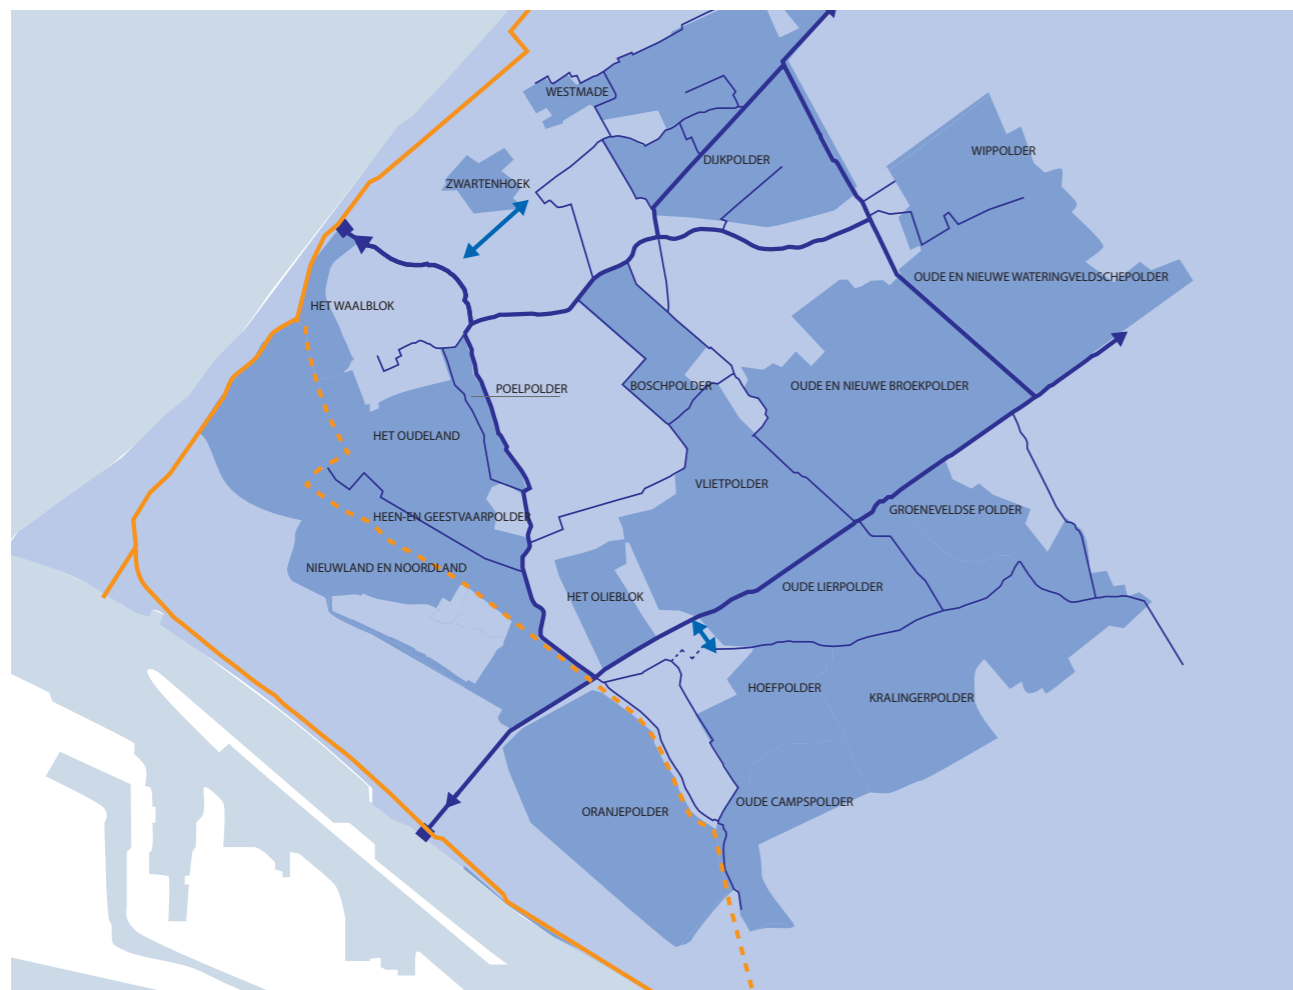 WESTMADE
WIPPOLDER
DIJKPOLDER
ZWARTENHOEK
OUDE EN NIEUWE WATERINGVELDSCHEPOLDER
HET WAALBLOK
BOSCHPOLDER
OUDE EN NIEUWE BROEKPOLDER
POELPOLDER
HET OUDELAND
VLIETPOLDER
GROENEVELDSE POLDER
HEEN-EN GEESTVAARPOLDER
NIEUWLAND EN NOORDLAND
OUDE LIERPOLDER
HET OLIEBLOK
HOEFPOLDER
KRALINGERPOLDER
OUDE CAMPSPOLDER
ORANJEPOLDER